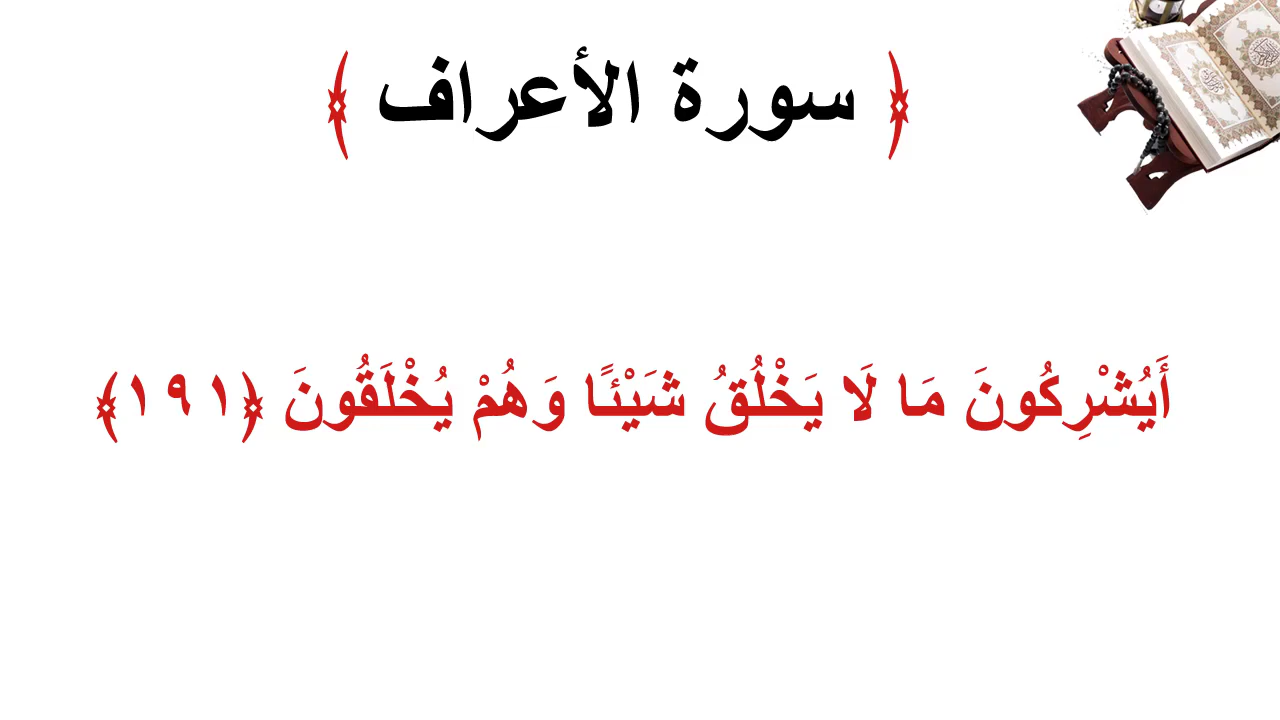 ﴿ سورة الأعراف ﴾
أَيُشْرِكُونَ مَا لَا يَخْلُقُ شَيْئًا وَهُمْ يُخْلَقُونَ ﴿١٩١﴾